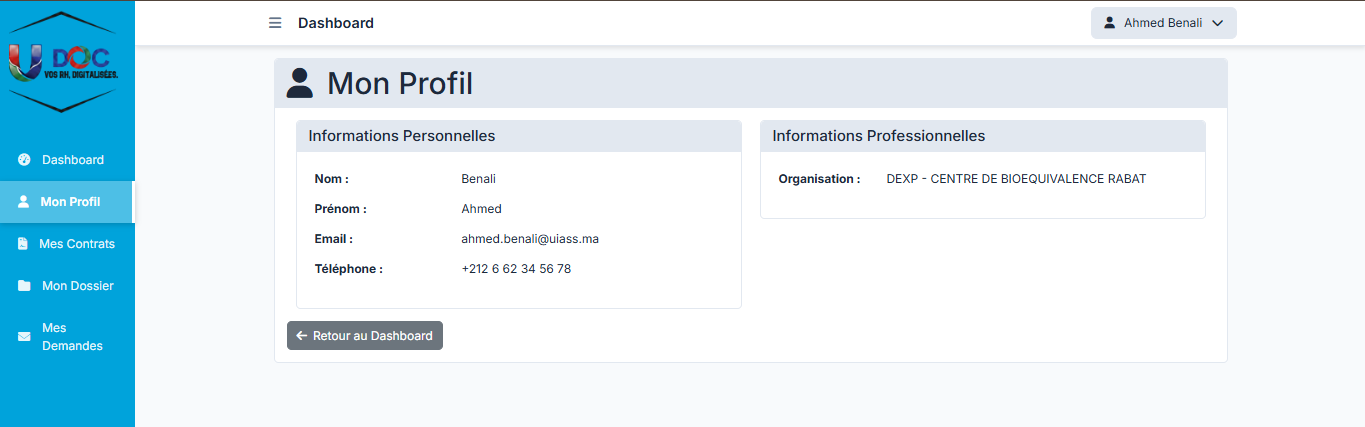 U DOC
VOS RH, DIGITALISÉES.
Dashboard
Mon Profil
Mes Contrats
Mon Dossier
Mes
Demandes
Dashboard
Ahmed Benali
Mon Profil
Informations Personnelles
Nom : Benali
Prénom : Ahmed
Email : ahmed.benali@uiass.ma
Téléphone : +212 6 62 34 56 78
Informations Professionnelles
Organisation : DEXP - CENTRE DE BIOEQUIVALENCE RABAT
Retour au Dashboard